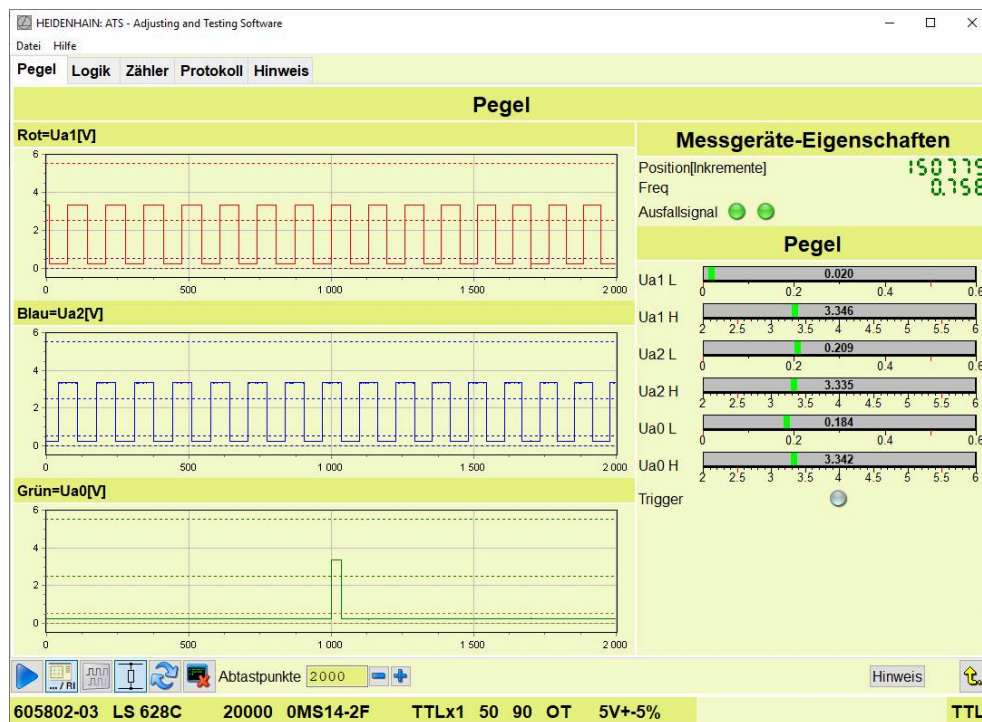 HEIDENHAIN: ATS - Adjusting and Testing Software
Datei Hilfe
Pegel Logik Zähler Protokoll Hinweis
Pegel
Rot=Ua1[V]
6
4
2
0
0 500 1 000 1 500 2 000
Blau=Ua2[V]
6
4
2
0
0 500 1 000 1 500 2 000
Grün=Ua0[V]
6
4
2
0
0 500 1 000 1 500 2 000
Messgeräte-Eigenschaften
Position[Inkremente] 150779
Freq 0.758
Ausfallsignal
Pegel
Ua1 L 0.020
0 0.2 0.4 0.6
Ua1 H 3.346
2 2.5 3 3.5 4 4.5 5 5.5 6
Ua2 L 0.209
0 0.2 0.4 0.6
Ua2 H 3.335
2 2.5 3 3.5 4 4.5 5 5.5 6
Ua0 L 0.184
0 0.2 0.4 0.6
Ua0 H 3.342
2 2.5 3 3.5 4 4.5 5 5.5 6
Trigger
... / RI Abtastpunkte 2000 Hinweis
605802-03 LS 628C 20000 0MS14-2F TTLx1 50 90 OT 5V+-5% TTL